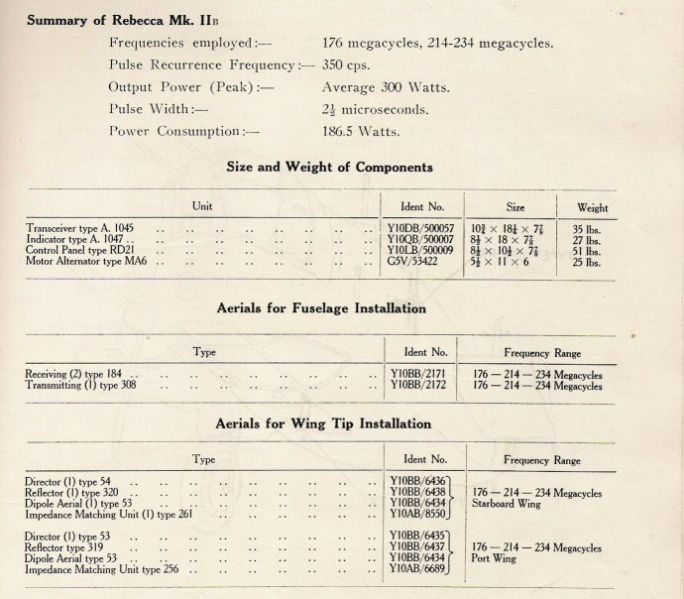 Summary of Rebecca Mk. IIB
Frequencies employed:— 176 megacycles, 214-234 megacycles.
Pulse Recurrence Frequency:— 350 cps.
Output Power (Peak):— Average 300 Watts.
Pulse Width:— 2½ microseconds.
Power Consumption:— 186.5 Watts.
Size and Weight of Components
Unit Ident No. Size Weight
Transceiver type A. 1045 .. .. .. .. .. .. .. .. Y10DB/500057 10¾ × 18¼ × 7⅞ 35 lbs.
Indicator type A. 1047 .. .. .. .. .. .. .. .. .. Y10QB/500007 8½ × 18 × 7⅞ 27 lbs.
Control Panel type RD21 .. .. .. .. .. .. .. .. Y10LB/500009 8½ × 10½ × 7⅞ 51 lbs.
Motor Alternator type MA6 .. .. .. .. .. .. .. .. G5V/53422 5½ × 11 × 6 25 lbs.
Aerials for Fuselage Installation
Type Ident No. Frequency Range
Receiving (2) type 184 .. .. .. .. .. .. .. .. .. Y10BB/2171 176 — 214 — 234 Megacycles
Transmitting (1) type 308 .. .. .. .. .. .. .. .. Y10BB/2172 176 — 214 — 234 Megacycles
Aerials for Wing Tip Installation
Type Ident No. Frequency Range
Director (1) type 54 .. .. .. .. .. .. .. .. .. Y10BB/6436
Reflector (1) type 320 .. .. .. .. .. .. .. .. .. Y10BB/6438 176 — 214 — 234 Megacycles
Dipole Aerial (1) type 53 .. .. .. .. .. .. .. .. .. Y10BB/6434 Starboard Wing
Impedance Matching Unit (1) type 261 .. .. .. .. .. .. Y10AB/8550
Director (1) type 53 .. .. .. .. .. .. .. .. .. Y10BB/6435
Reflector type 319 .. .. .. .. .. .. .. .. .. Y10BB/6437 176 — 214 — 234 Megacycles
Dipole Aerial type 53 .. .. .. .. .. .. .. .. .. Y10BB/6434 Port Wing
Impedance Matching Unit type 256 .. .. .. .. .. .. .. Y10AB/6689